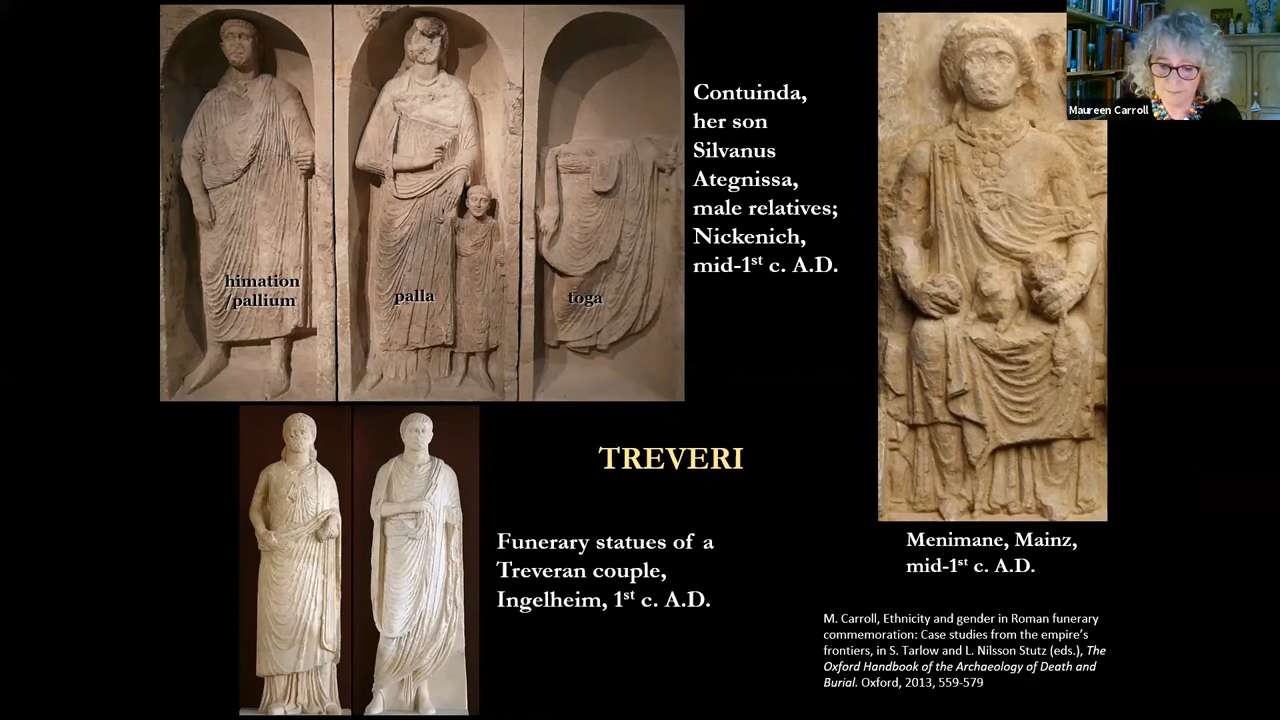 Contuinda,
her son
Silvanus
Ategnissa,
male relatives;
Nickenich,
mid-1st c. A.D.
himation
/pallium
palla
toga
Maureen Carroll
TREVERI
Funerary statues of a
Treveran couple,
Ingelheim, 1st c. A.D.
Menimane, Mainz,
mid-1st c. A.D.
M. Carroll, Ethnicity and gender in Roman funerary
commemoration: Case studies from the empire's
frontiers, in S. Tarlow and L. Nilsson Stutz (eds.), The
Oxford Handbook of the Archaeology of Death and
Burial. Oxford, 2013, 559-579